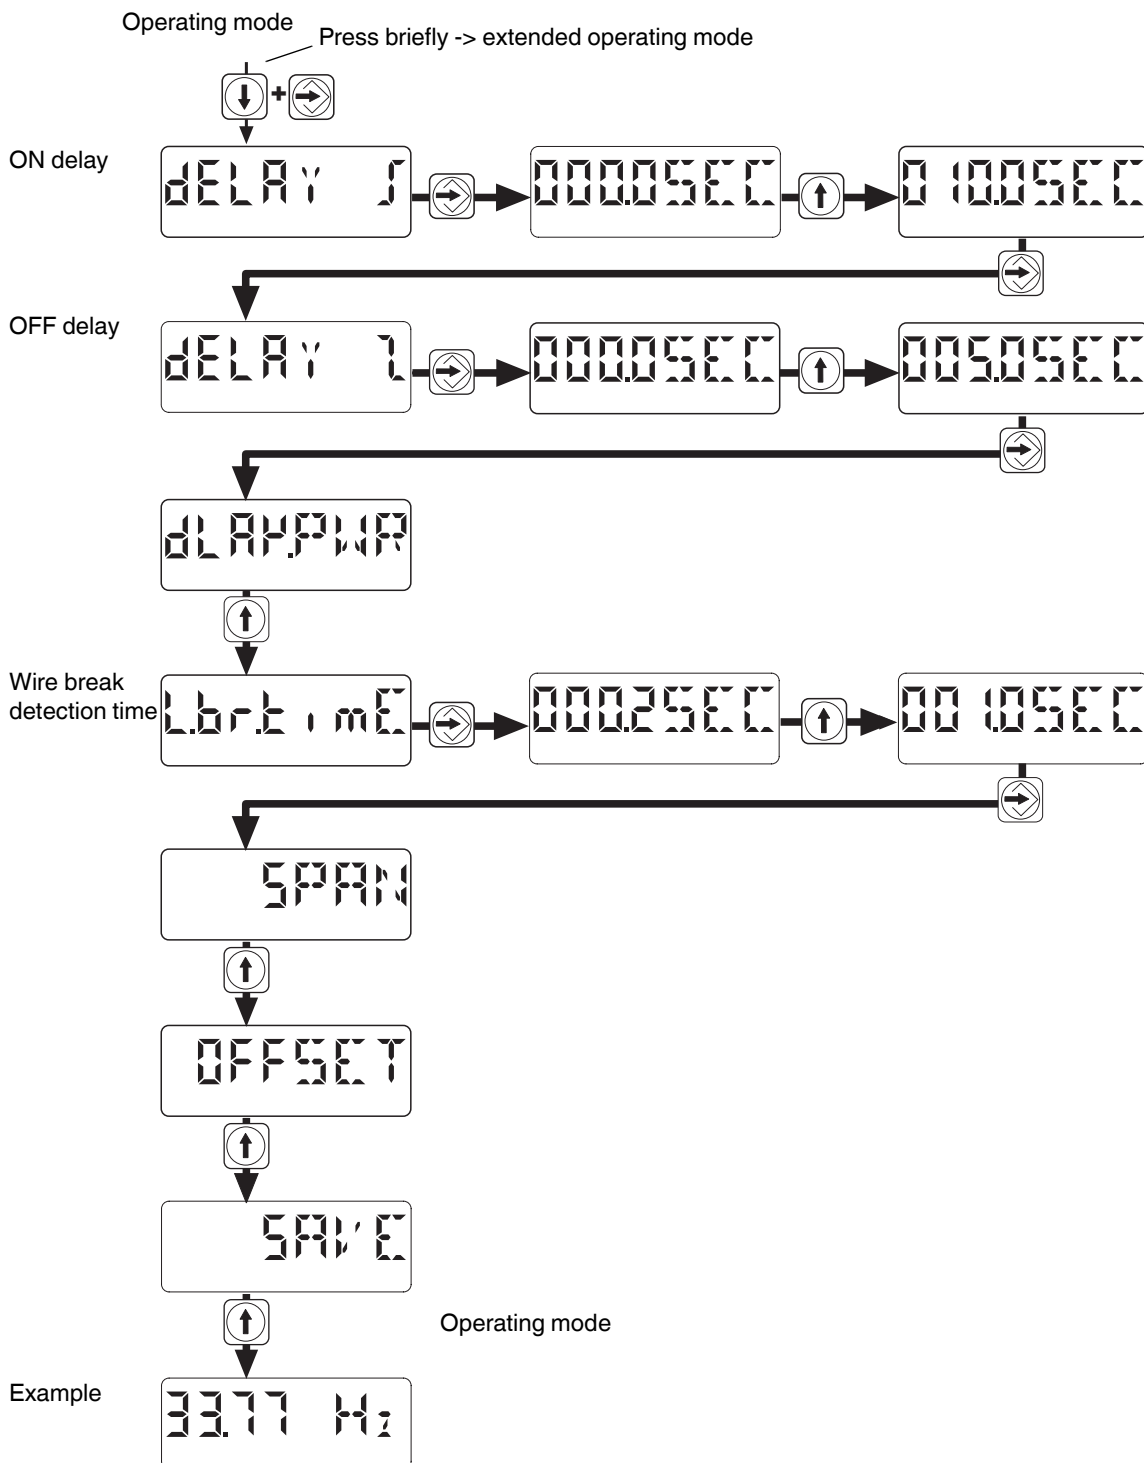 Operating mode
Press briefly -> extended operating mode
+
ON delay
dELAY ʃ
000.0SEC
010.0SEC
OFF delay
dELAY ʅ
000.0SEC
005.0SEC
dLAY.PWR
Wire break
detection time
L.br.timE
000.2SEC
001.0SEC
SPAN
OFFSET
SAVE
Operating mode
Example
33.77 Hz